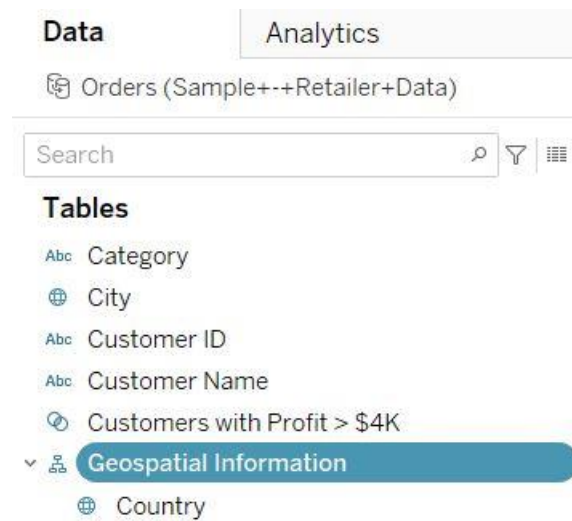 Data Analytics
Orders (Sample+-+Retailer+Data)
Search
Tables
Abc Category
City
Abc Customer ID
Abc Customer Name
Customers with Profit > $4K
Geospatial Information
Country